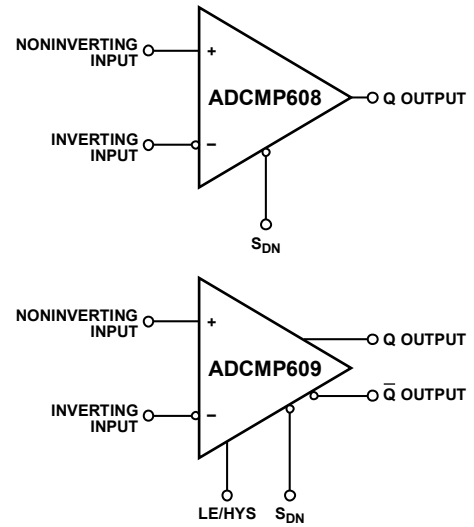 NONINVERTING
INPUT
+
ADCMP608
Q OUTPUT
INVERTING
INPUT
−
SDN
NONINVERTING
INPUT
+
Q OUTPUT
ADCMP609
Q̅ OUTPUT
INVERTING
INPUT
−
LE/HYS
SDN